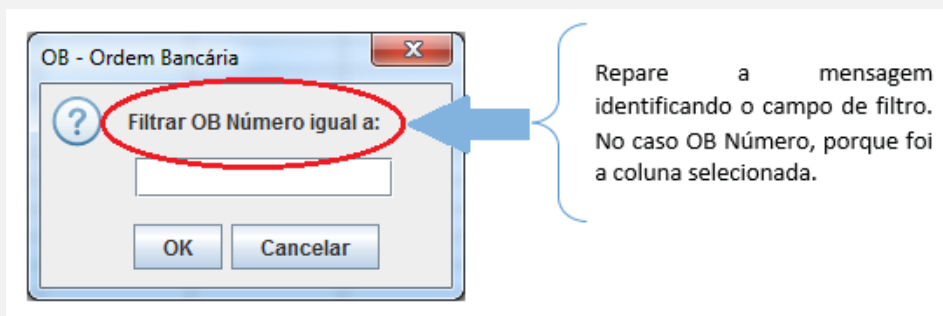 OB - Ordem Bancária
Filtrar OB Número igual a:
OK
Cancelar
Repare a mensagem
identificando o campo de filtro.
No caso OB Número, porque foi
a coluna selecionada.